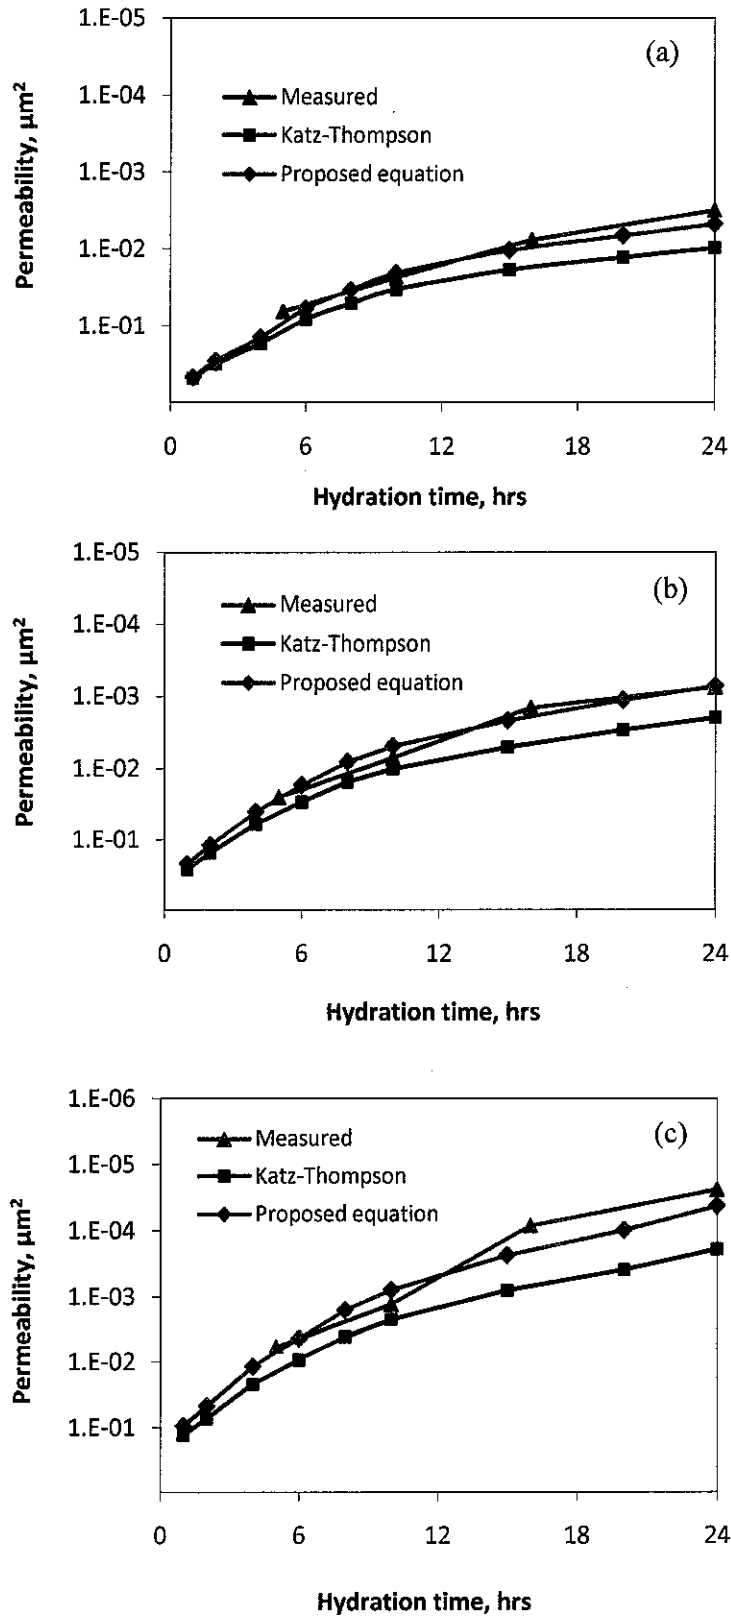 (a)
1.E-05
1.E-04
1.E-03
1.E-02
1.E-01
Permeability, µm²
Measured
Katz-Thompson
Proposed equation
0 6 12 18 24
Hydration time, hrs
(b)
1.E-05
1.E-04
1.E-03
1.E-02
1.E-01
Permeability, µm²
Measured
Katz-Thompson
Proposed equation
0 6 12 18 24
Hydration time, hrs
(c)
1.E-06
1.E-05
1.E-04
1.E-03
1.E-02
1.E-01
Permeability, µm²
Measured
Katz-Thompson
Proposed equation
0 6 12 18 24
Hydration time, hrs